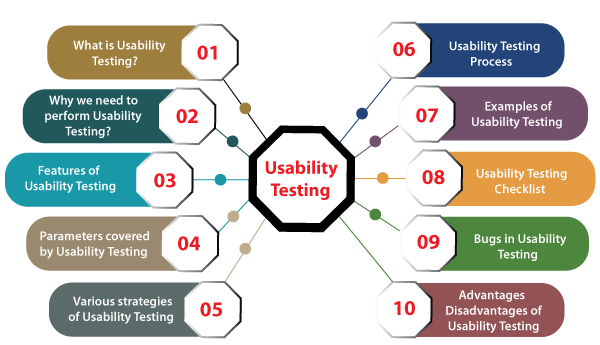 What is Usability
Testing?
01
Why we need to
perform Usability
Testing?
02
Features of
Usability Testing
03
Parameters covered
by Usability Testing
04
Various strategies
of Usability Testing
05
Usability
Testing
06
Usability Testing
Process
07
Examples of
Usability Testing
08
Usability Testing
Checklist
09
Bugs in Usability
Testing
10
Advantages
Disadvantages of
Usability Testing